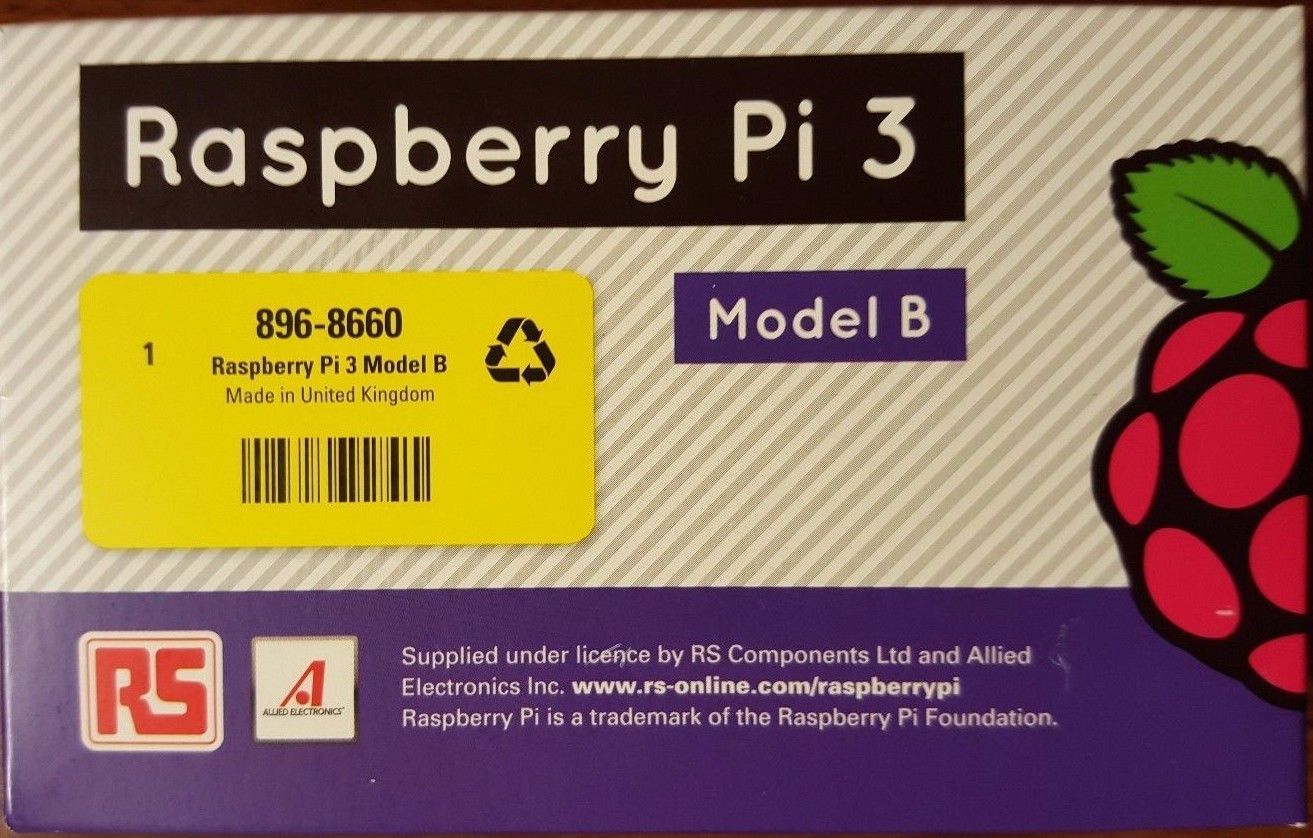 Raspberry Pi 3
Model B
896-8660
1
Raspberry Pi 3 Model B
Made in United Kingdom
RS
A
ALLIED ELECTRONICS
Supplied under licence by RS Components Ltd and Allied
Electronics Inc. www.rs-online.com/raspberrypi
Raspberry Pi is a trademark of the Raspberry Pi Foundation.